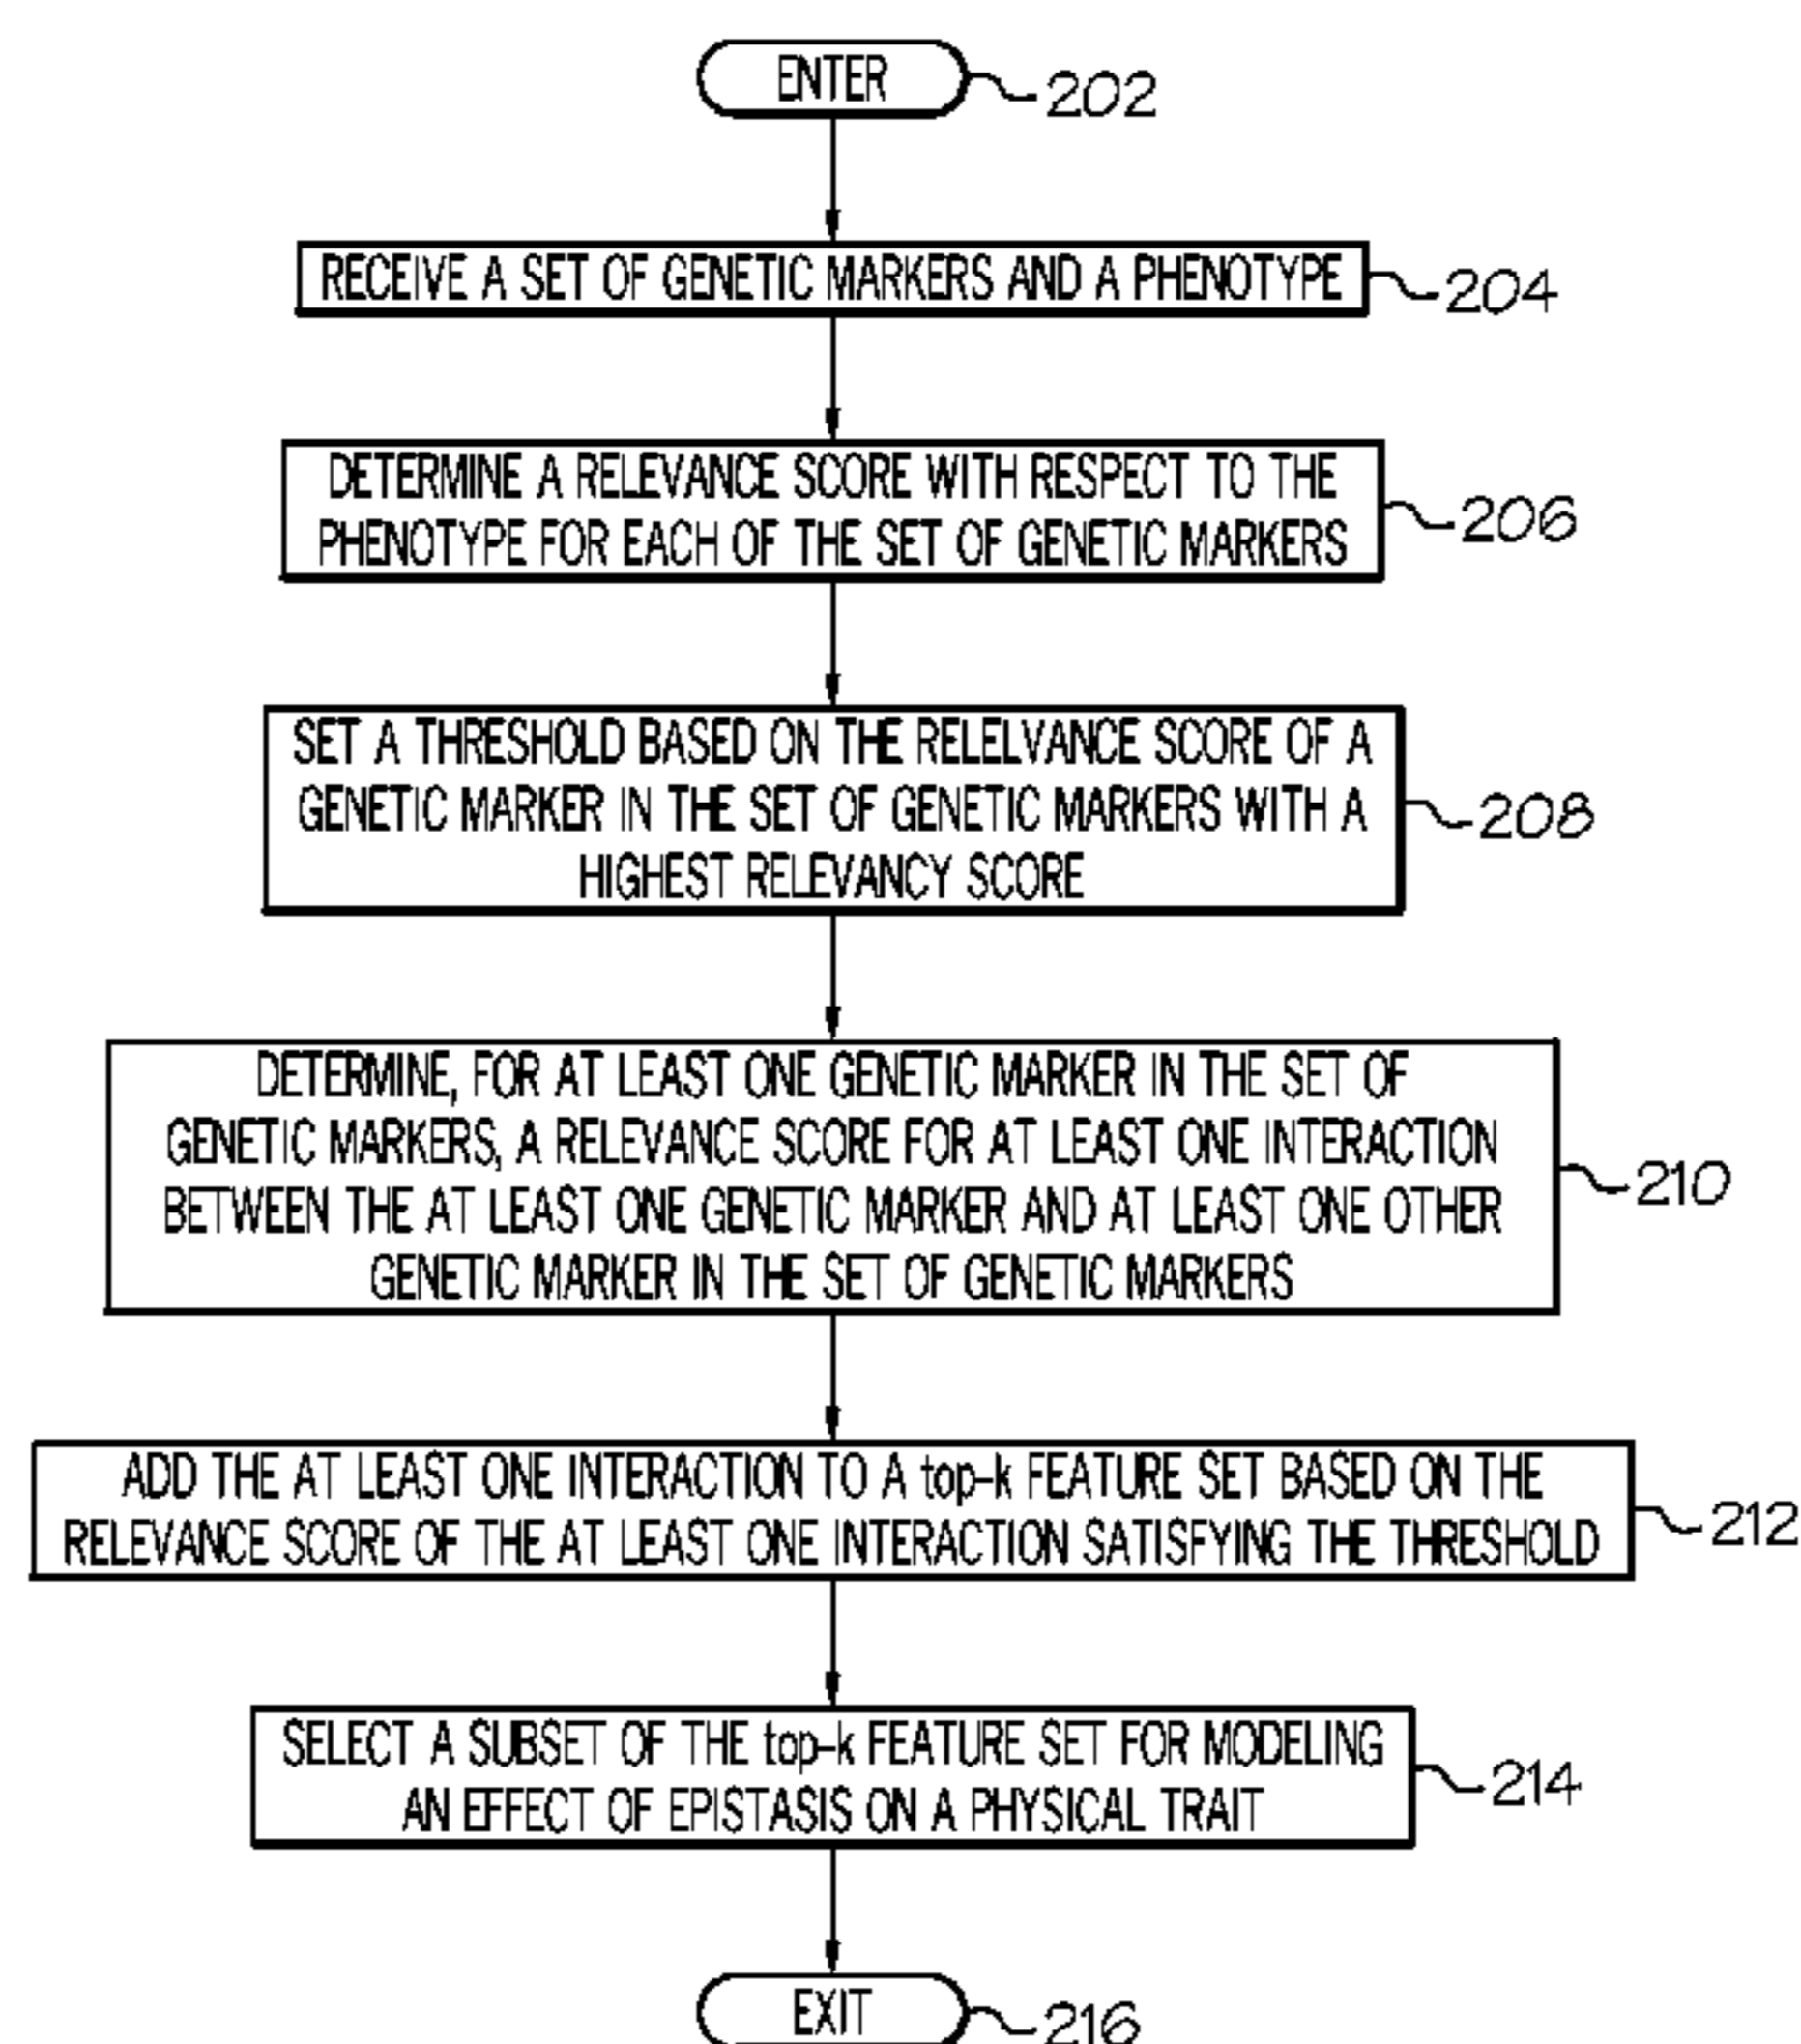 ENTER
202
RECEIVE A SET OF GENETIC MARKERS AND A PHENOTYPE
204
DETERMINE A RELEVANCE SCORE WITH RESPECT TO THE
PHENOTYPE FOR EACH OF THE SET OF GENETIC MARKERS
206
SET A THRESHOLD BASED ON THE RELELVANCE SCORE OF A
GENETIC MARKER IN THE SET OF GENETIC MARKERS WITH A
HIGHEST RELEVANCY SCORE
208
DETERMINE, FOR AT LEAST ONE GENETIC MARKER IN THE SET OF
GENETIC MARKERS, A RELEVANCE SCORE FOR AT LEAST ONE INTERACTION
BETWEEN THE AT LEAST ONE GENETIC MARKER AND AT LEAST ONE OTHER
GENETIC MARKER IN THE SET OF GENETIC MARKERS
210
ADD THE AT LEAST ONE INTERACTION TO A top-k FEATURE SET BASED ON THE
RELEVANCE SCORE OF THE AT LEAST ONE INTERACTION SATISFYING THE THRESHOLD
212
SELECT A SUBSET OF THE top-k FEATURE SET FOR MODELING
AN EFFECT OF EPISTASIS ON A PHYSICAL TRAIT
214
EXIT
216